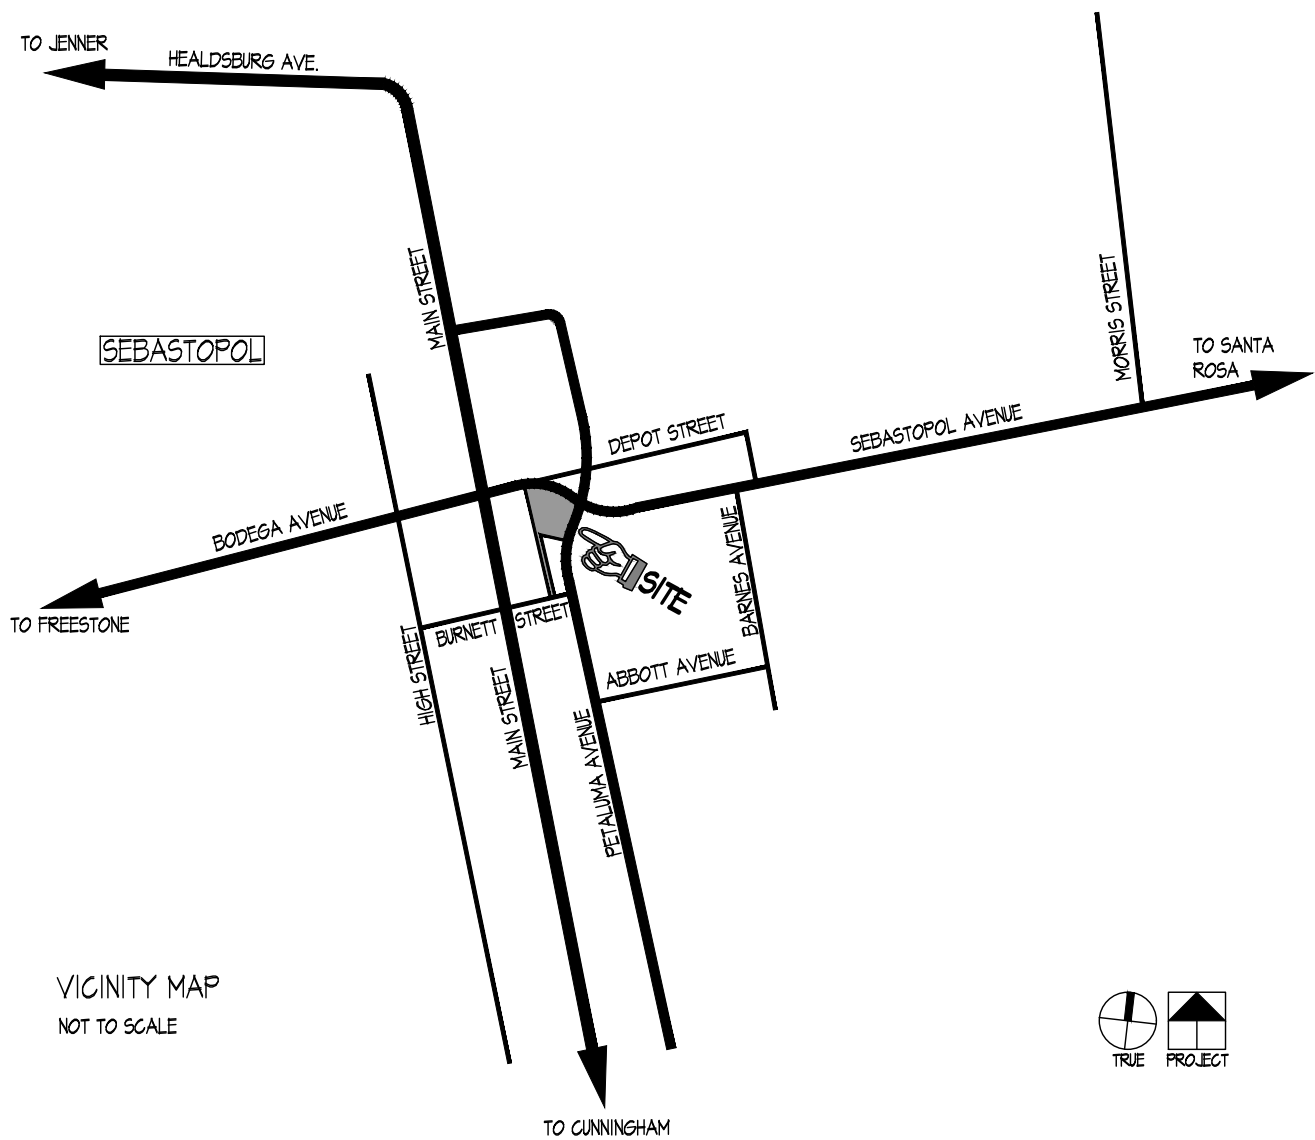 TO JENNER
HEALDSBURG AVE.
MAIN STREET
SEBASTOPOL
MORRIS STREET
TO SANTA
ROSA
DEPOT STREET
SEBASTOPOL AVENUE
BODEGA AVENUE
BARNES AVENUE
SITE
TO FREESTONE
BURNETT STREET
HIGH STREET
ABBOTT AVENUE
MAIN STREET
PETALUMA AVENUE
VICINITY MAP
NOT TO SCALE
TRUE
PROJECT
TO CUNNINGHAM